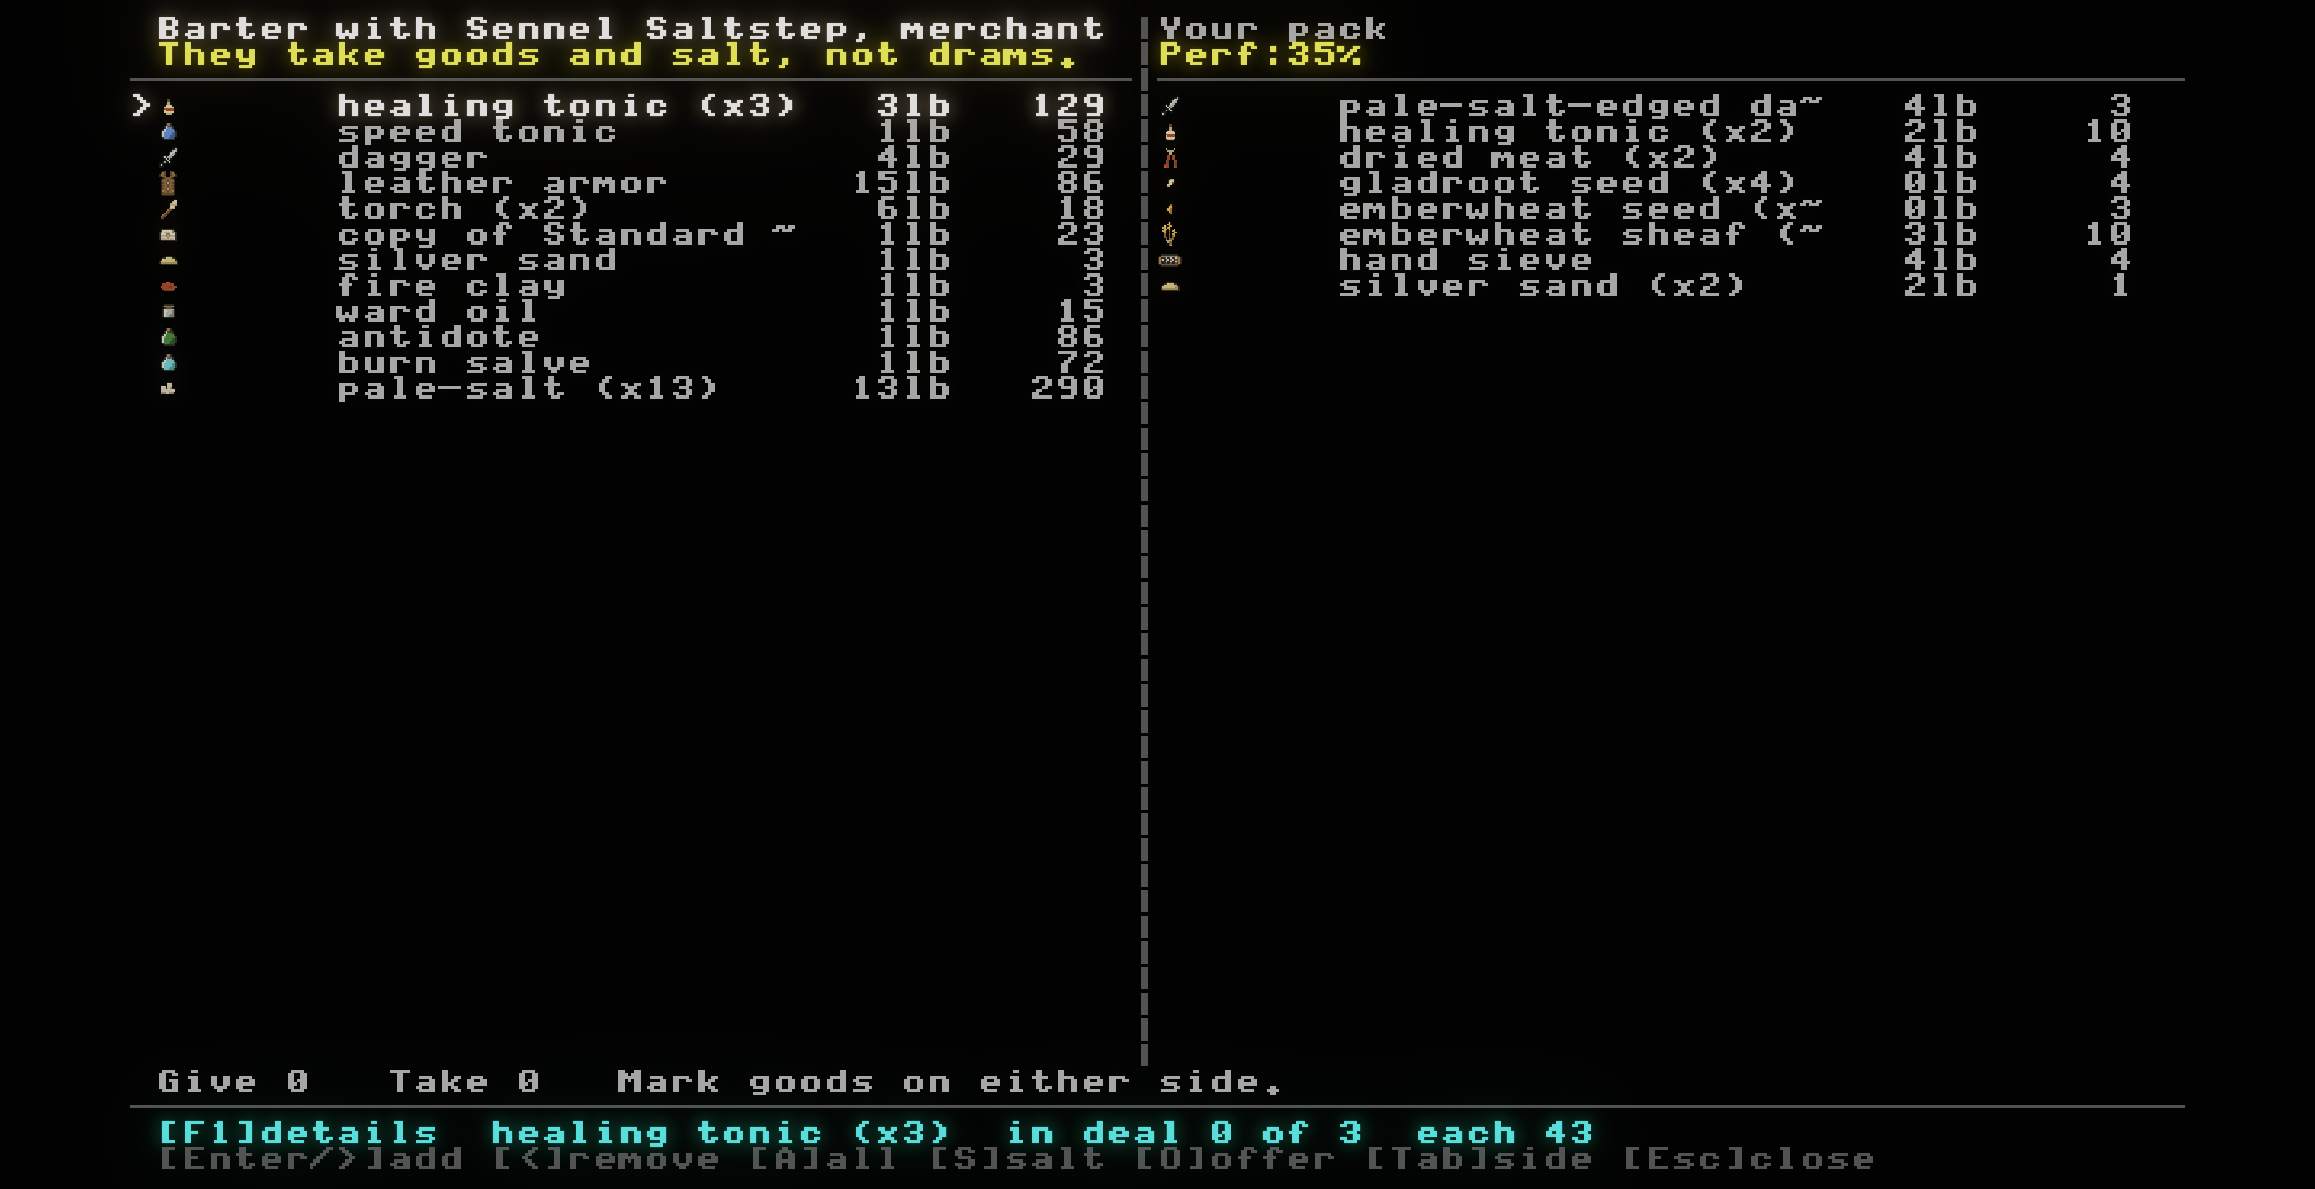 Barter with Sennel Saltstep, merchant
They take goods and salt, not drams.
> healing tonic (x3) 3lb 129
speed tonic 1lb 58
dagger 4lb 29
leather armor 15lb 86
torch (x2) 6lb 18
copy of Standard ~ 1lb 23
silver sand 1lb 3
fire clay 1lb 3
ward oil 1lb 15
antidote 1lb 86
burn salve 1lb 72
pale-salt (x13) 13lb 290
Your pack
Perf:35%
pale-salt-edged da~ 4lb 3
healing tonic (x2) 2lb 10
dried meat (x2) 4lb 4
gladroot seed (x4) 0lb 4
emberwheat seed (x~ 0lb 3
emberwheat sheaf (~ 3lb 10
hand sieve 4lb 4
silver sand (x2) 2lb 1
Give 0 Take 0 Mark goods on either side.
[F1]details healing tonic (x3) in deal 0 of 3 each 43
[Enter/>]add [<]remove [A]all [S]salt [O]offer [Tab]side [Esc]close